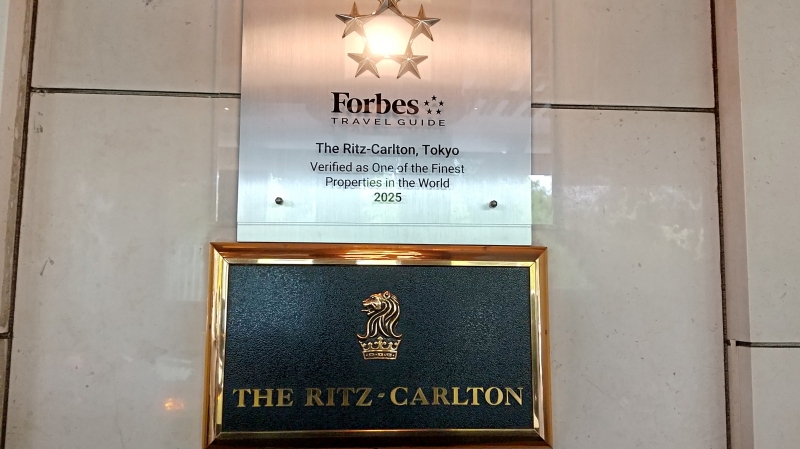 Forbes
TRAVEL GUIDE
The Ritz-Carlton, Tokyo
Verified as One of the Finest
Properties in the World
2025
THE RITZ-CARLTON